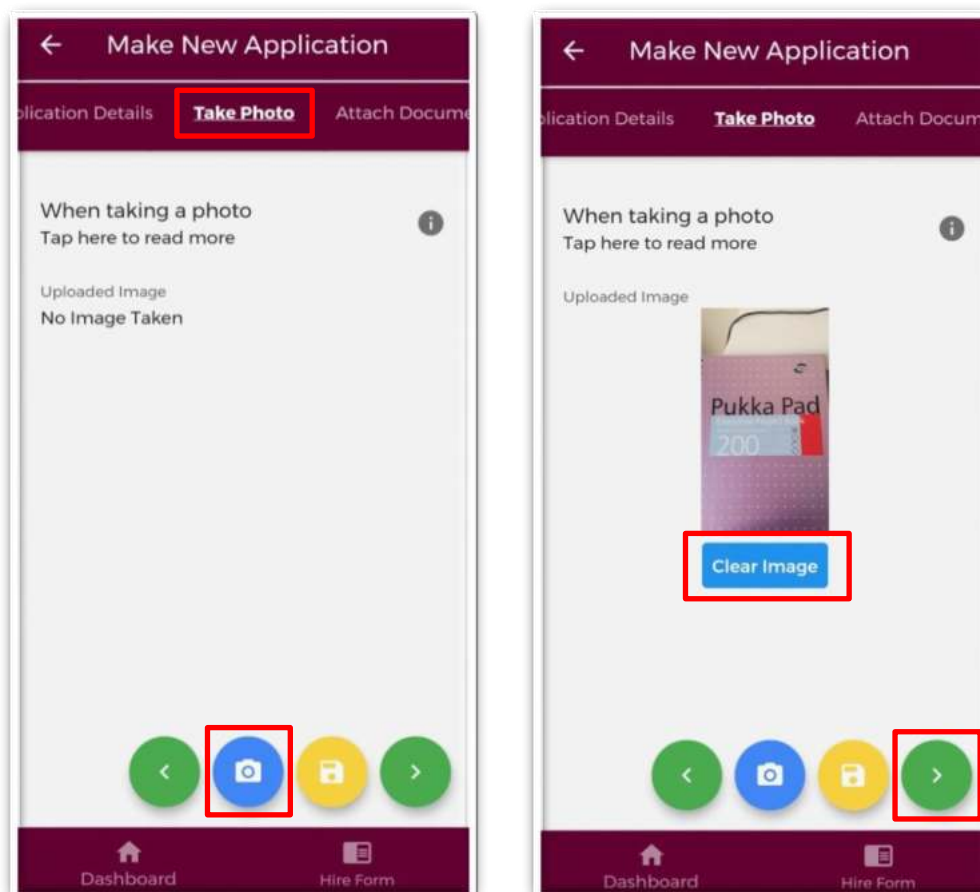 Make New Application
plication Details Take Photo Attach Docume
When taking a photo
Tap here to read more
Uploaded Image
No Image Taken
Dashboard Hire Form
Make New Application
plication Details Take Photo Attach Docum
When taking a photo
Tap here to read more
Uploaded Image
Pukka Pad
200
Clear Image
Dashboard Hire Form